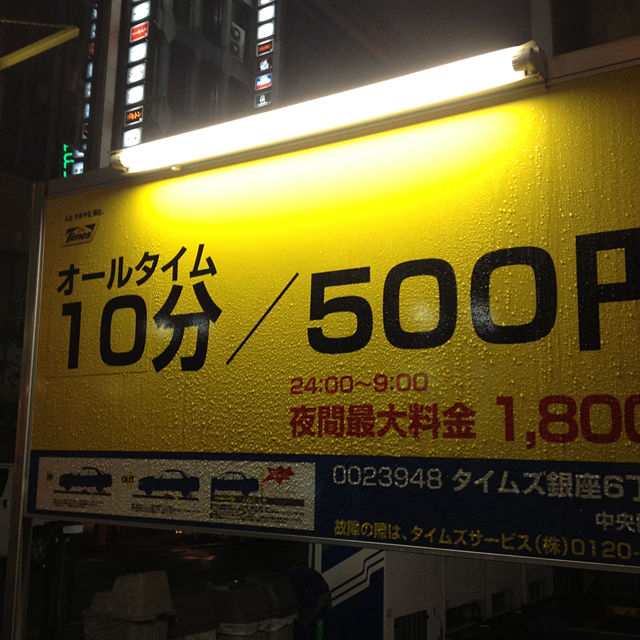 Times
オールタイム
10分／500円
24:00～9:00
夜間最大料金 1,800
IN OUT
0023948 タイムズ銀座6丁
中央
故障の際は、タイムズサービス(株)0120-